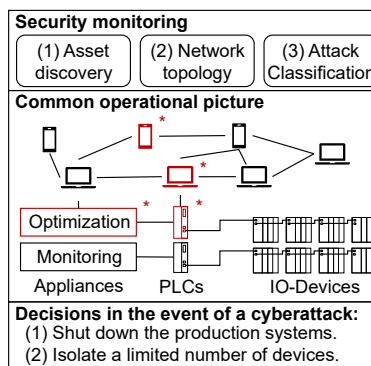 Security monitoring
(1) Asset discovery
(2) Network topology
(3) Attack Classification
Common operational picture
*
*
* *
Optimization
Monitoring
Appliances PLCs IO-Devices
Decisions in the event of a cyberattack:
(1) Shut down the production systems.
(2) Isolate a limited number of devices.